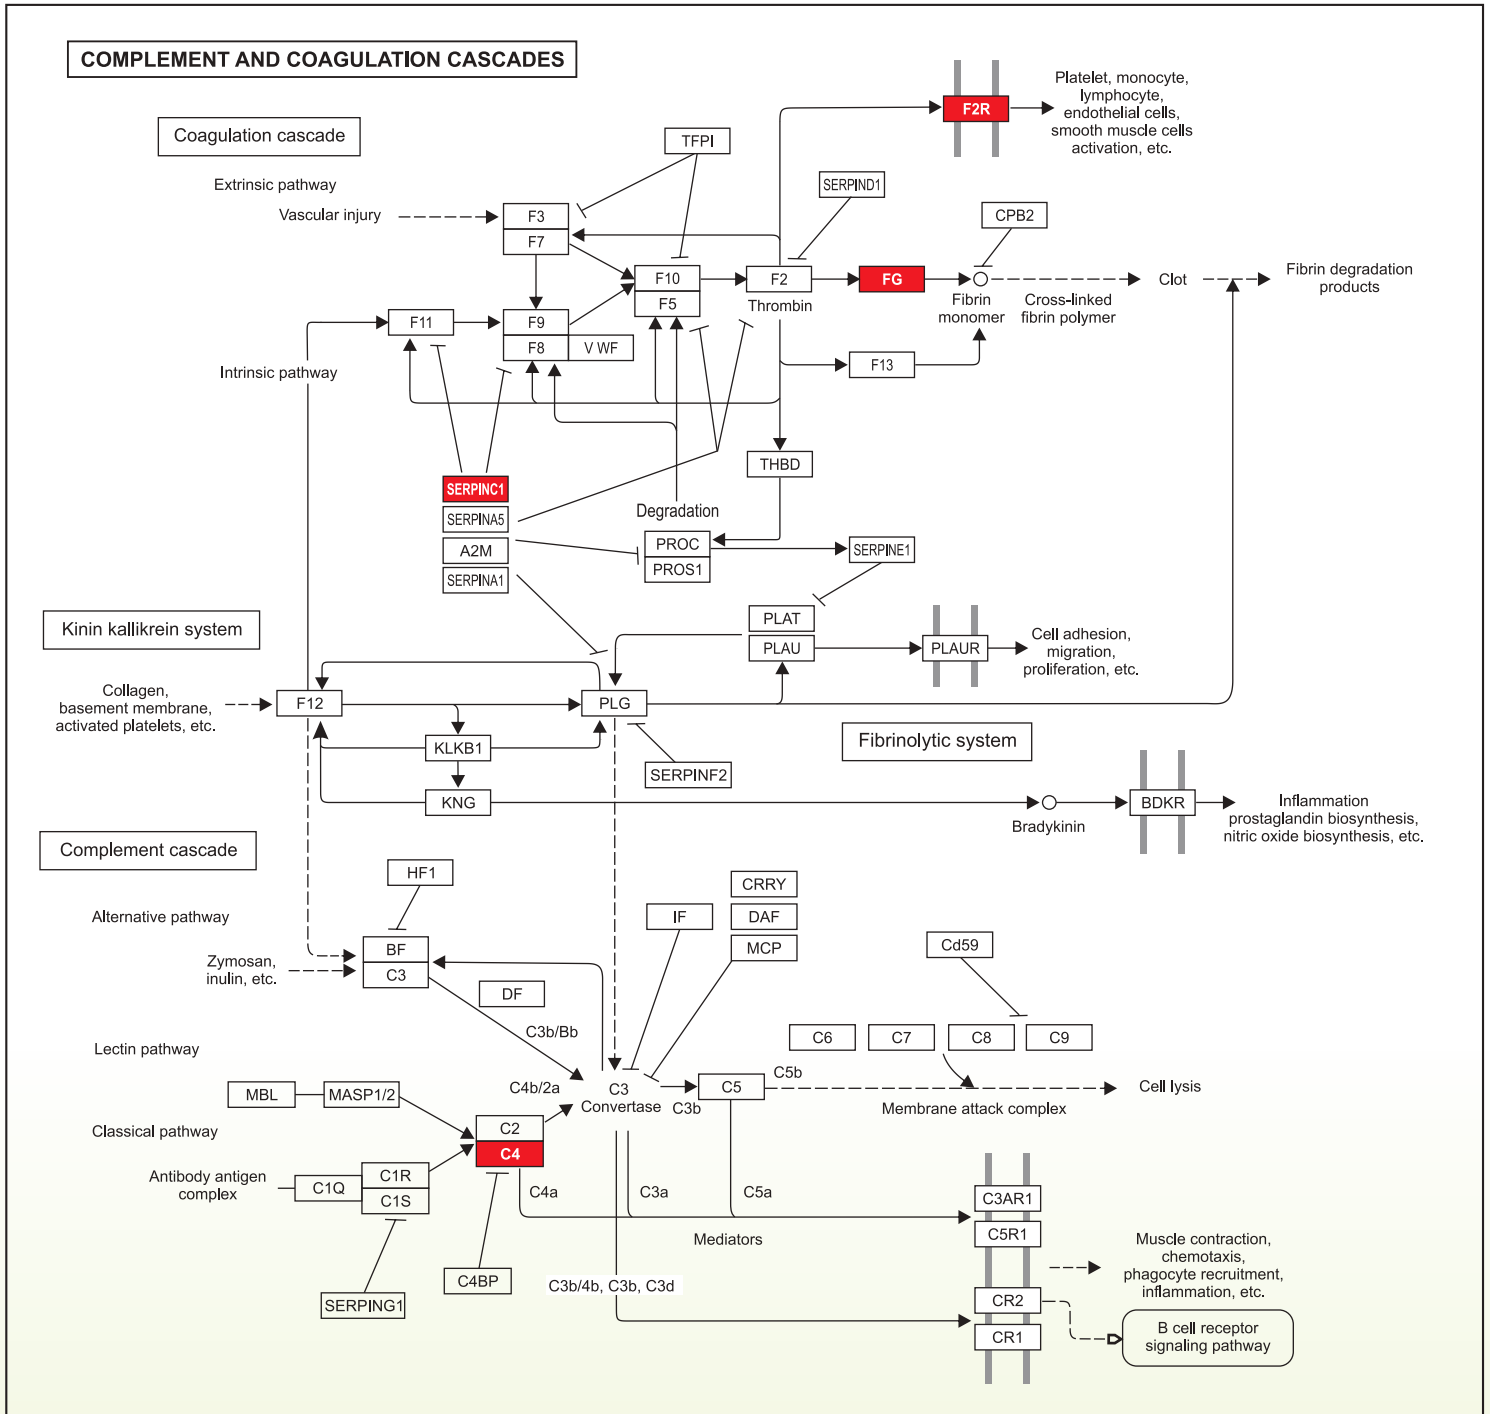 COMPLEMENT AND COAGULATION CASCADES
Platelet, monocyte,
lymphocyte,
endothelial cells,
smooth muscle cells
activation, etc.
F2R
Coagulation cascade
TFPI
Extrinsic pathway
SERPIND1
Vascular injury
F3
F7
CPB2
F10
F5
F2
Thrombin
FG
Fibrin
monomer
Cross-linked
fibrin polymer
Clot
Fibrin degradation
products
F11
F9
F8
V WF
F13
Intrinsic pathway
THBD
SERPINC1
SERPINA5
A2M
SERPINA1
Degradation
PROC
PROS1
SERPINE1
PLAT
PLAU
PLAUR
Cell adhesion,
migration,
proliferation, etc.
Kinin kallikrein system
Collagen,
basement membrane,
activated platelets, etc.
F12
PLG
KLKB1
Fibrinolytic system
SERPINF2
KNG
Bradykinin
BDKR
Inflammation
prostaglandin biosynthesis,
nitric oxide biosynthesis, etc.
Complement cascade
HF1
CRRY
DAF
MCP
IF
Alternative pathway
BF
C3
Cd59
Zymosan,
inulin, etc.
DF
C3b/Bb
C6
C7
C8
C9
Lectin pathway
C4b/2a
C3
Convertase
C3b
C5
C5b
Membrane attack complex
Cell lysis
MBL
MASP1/2
C2
C4
Classical pathway
Antibody antigen
complex
C1Q
C1R
C1S
C4a
C3a
C5a
Mediators
C3AR1
C5R1
Muscle contraction,
chemotaxis,
phagocyte recruitment,
inflammation, etc.
C4BP
SERPING1
C3b/4b, C3b, C3d
CR2
CR1
B cell receptor
signaling pathway